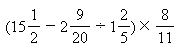 (15 1/2 − 2 9/20 ÷ 1 2/5) × 8/11